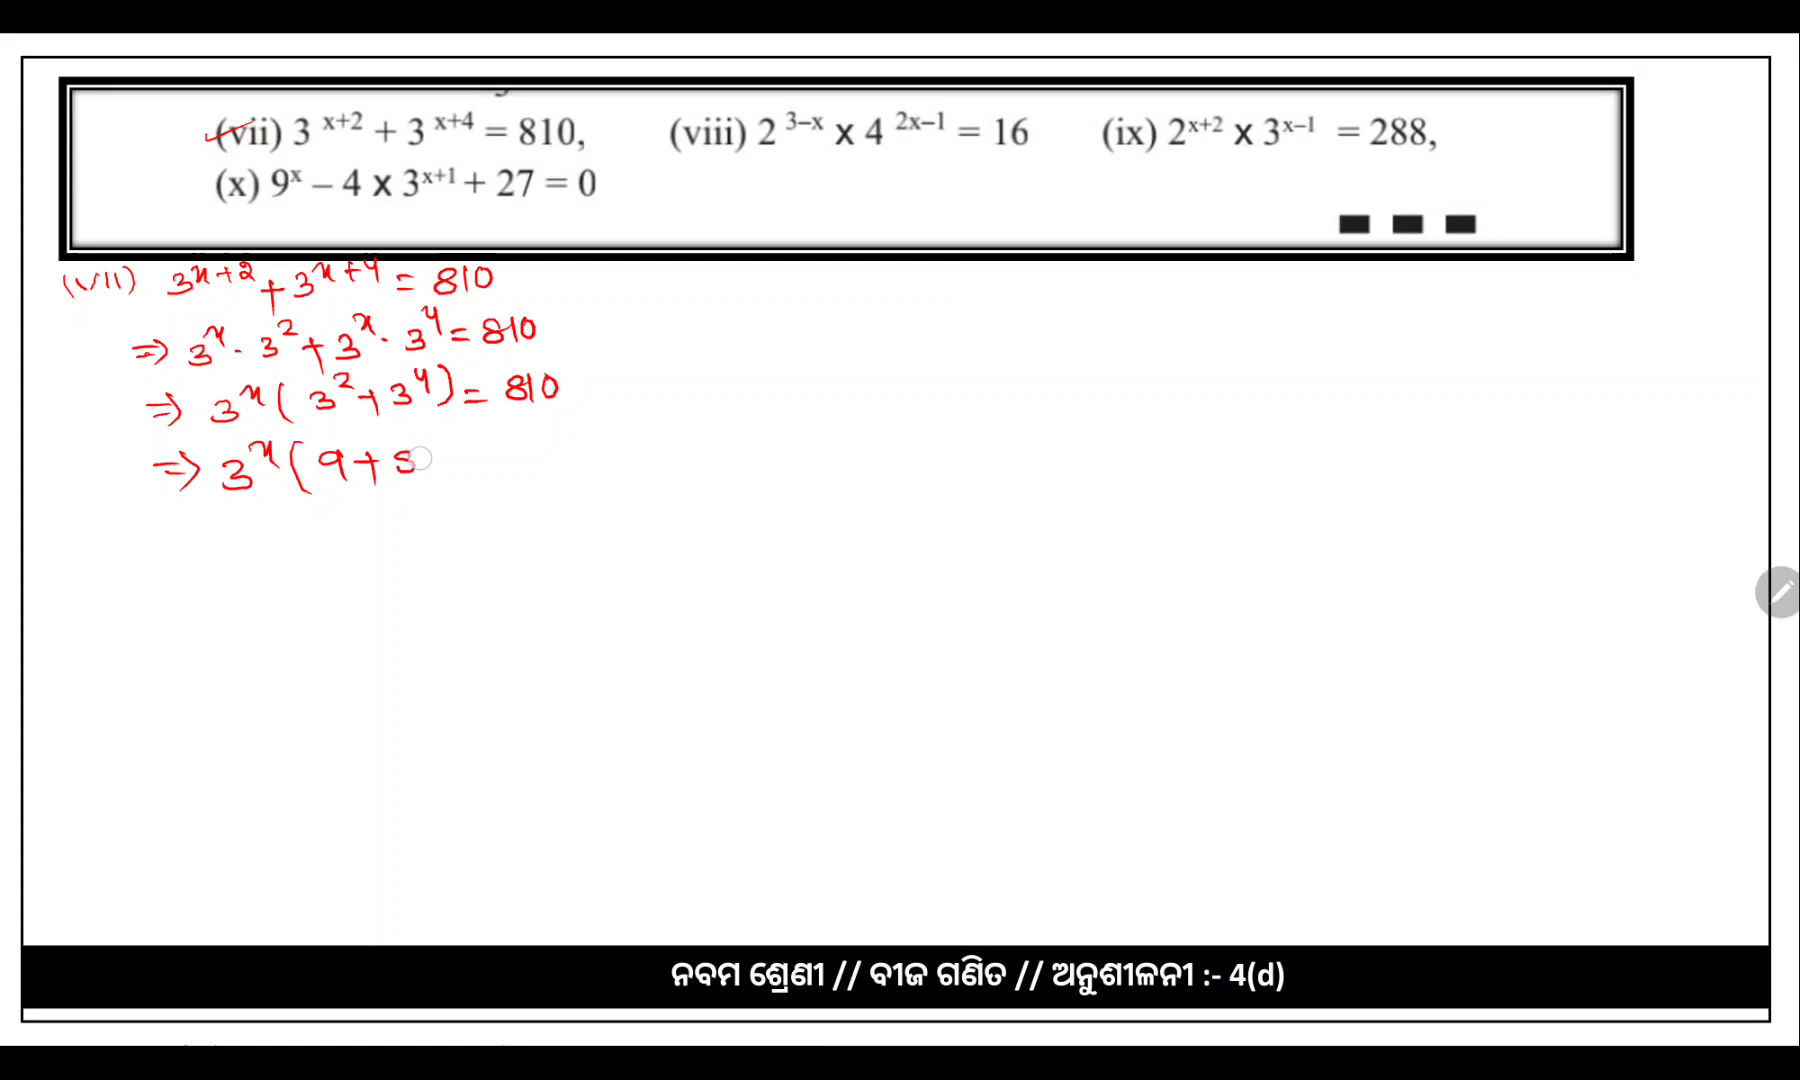 (vii) 3 ˣ⁺² + 3 ˣ⁺⁴ = 810, (viii) 2 ³⁻ˣ x 4 ²ˣ⁻¹ = 16 (ix) 2ˣ⁺² x 3ˣ⁻¹ = 288,
(x) 9ˣ – 4 x 3ˣ⁺¹ + 27 = 0
(VII) 3ˣ⁺² + 3ˣ⁺⁴ = 810
⇒ 3ˣ · 3² + 3ˣ · 3⁴ = 810
⇒ 3ˣ ( 3² + 3⁴ ) = 810
⇒ 3ˣ ( 9 +
ନବମ ଶ୍ରେଣୀ // ବୀଜ ଗଣିତ // ଅନୁଶୀଳନୀ :- 4(d)